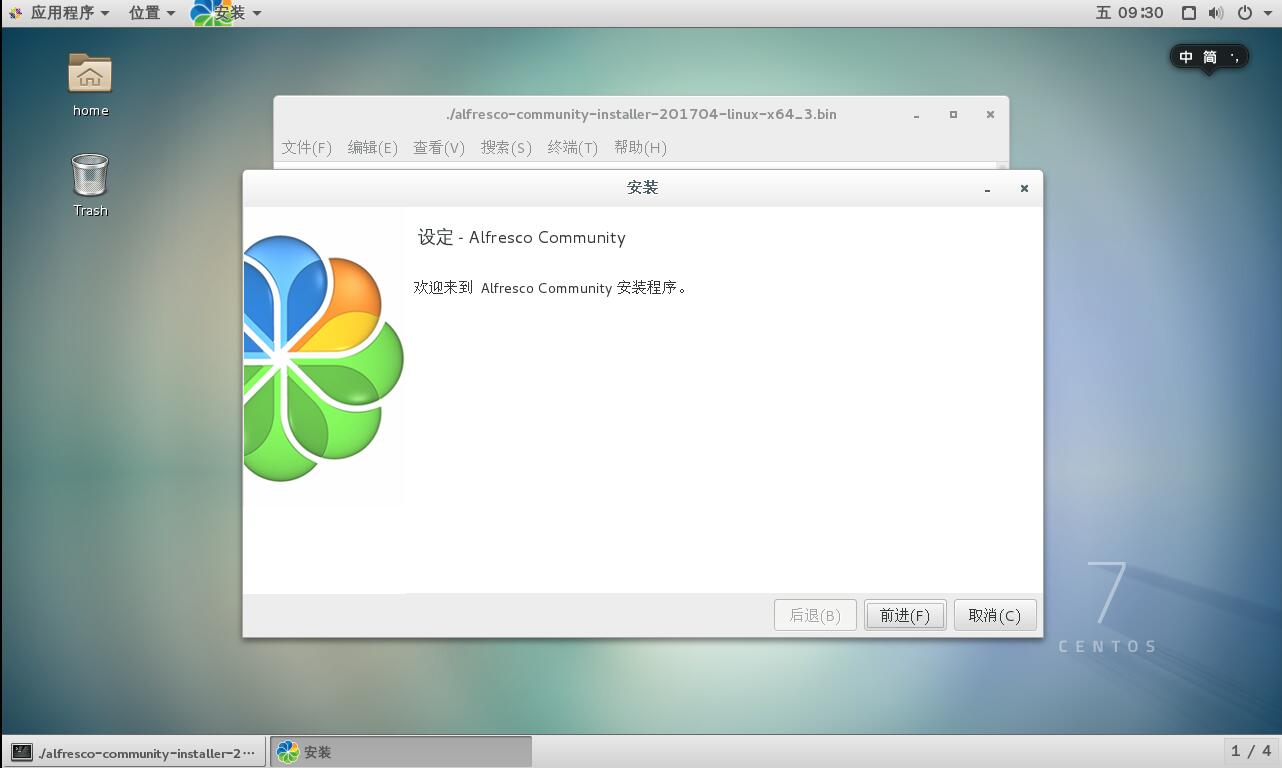 应用程序 位置 安装 五 09:30
中 简 ·,
home
Trash
./alfresco-community-installer-201704-linux-x64_3.bin
文件(F) 编辑(E) 查看(V) 搜索(S) 终端(T) 帮助(H)
安装
设定 - Alfresco Community
欢迎来到 Alfresco Community 安装程序。
后退(B) 前进(F) 取消(C)
7
CENTOS
./alfresco-community-installer-2··· 安装 1 / 4